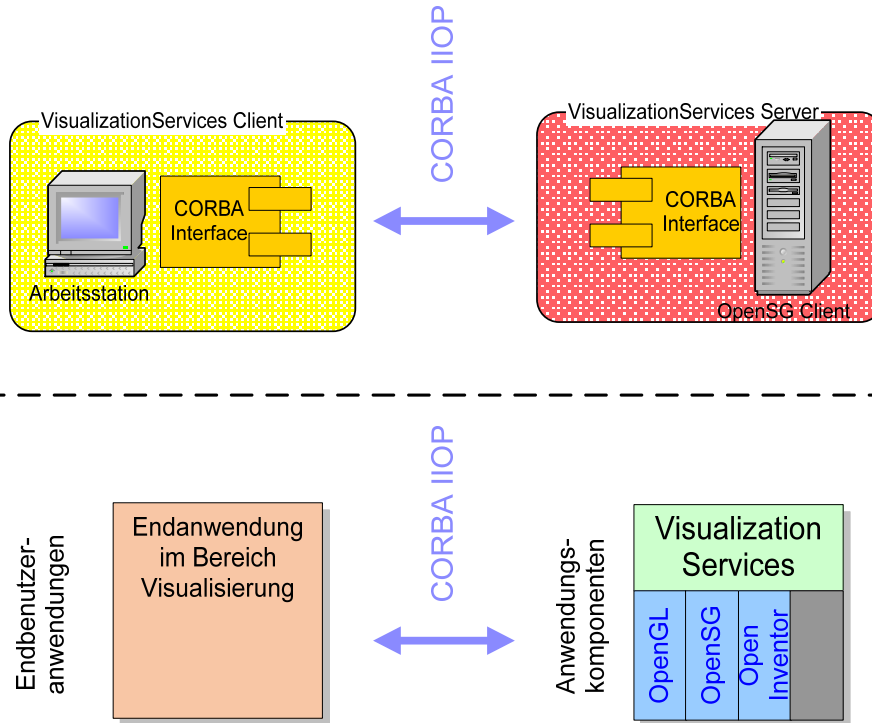 CORBA IIOP
VisualizationServices Client
CORBA
Interface
Arbeitsstation
VisualizationServices Server
CORBA
Interface
OpenSG Client
CORBA IIOP
Endbenutzer-
anwendungen
Endanwendung
im Bereich
Visualisierung
Anwendungs-
komponenten
Visualization
Services
OpenGL
OpenSG
Open
Inventor